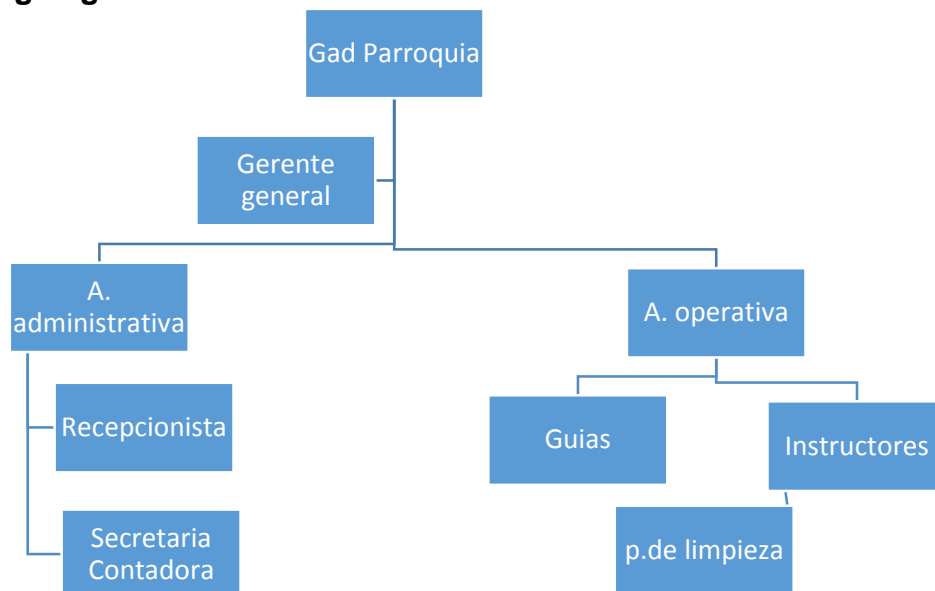 Gad Parroquia
Gerente
general
A.
administrativa
A. operativa
Recepcionista
Guias
Instructores
Secretaria
Contadora
p.de limpieza